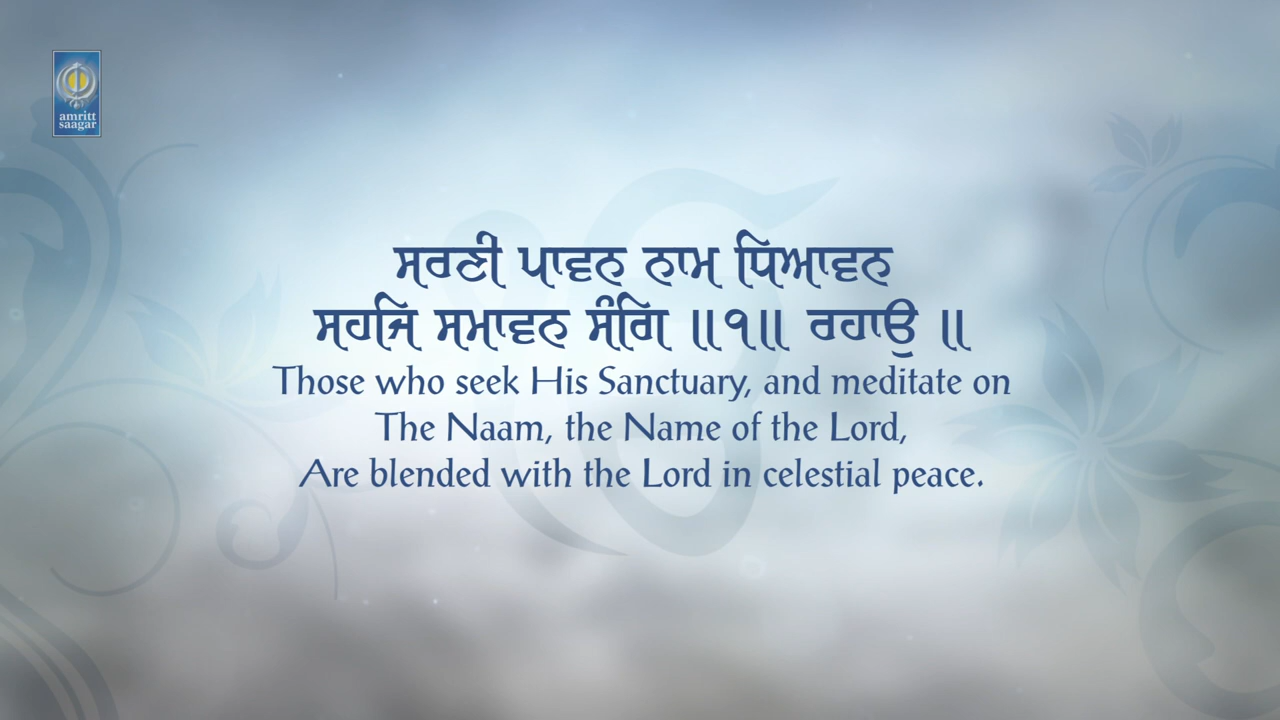 amritt
saagar
ਸਰਣੀ ਪਾਵਨ ਨਾਮ ਧਿਆਵਨ
ਸਹਜਿ ਸਮਾਵਨ ਸੰਗਿ ॥੧॥ ਰਹਾਉ ॥
Those who seek His Sanctuary, and meditate on
The Naam, the Name of the Lord,
Are blended with the Lord in celestial peace.